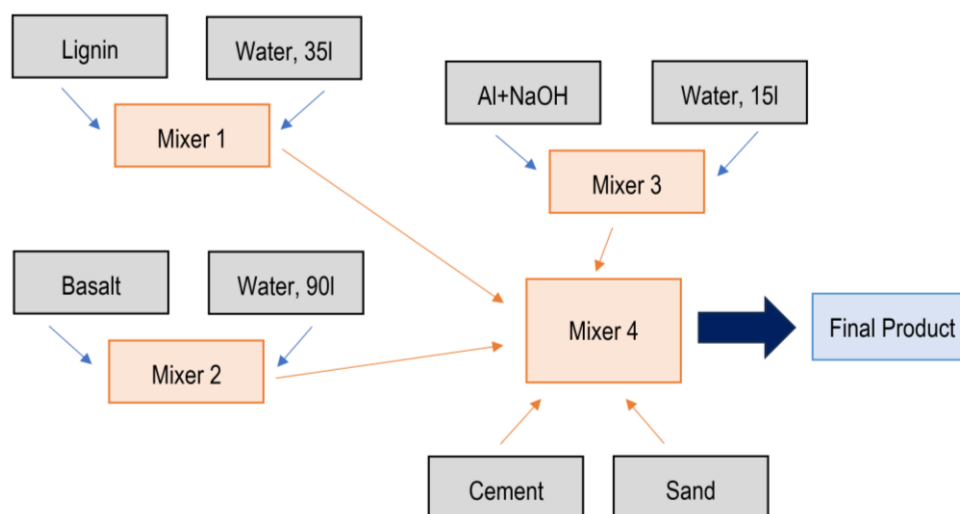 Lignin
Water, 35l
Mixer 1
Al+NaOH
Water, 15l
Mixer 3
Basalt
Water, 90l
Mixer 2
Mixer 4
Final Product
Cement
Sand